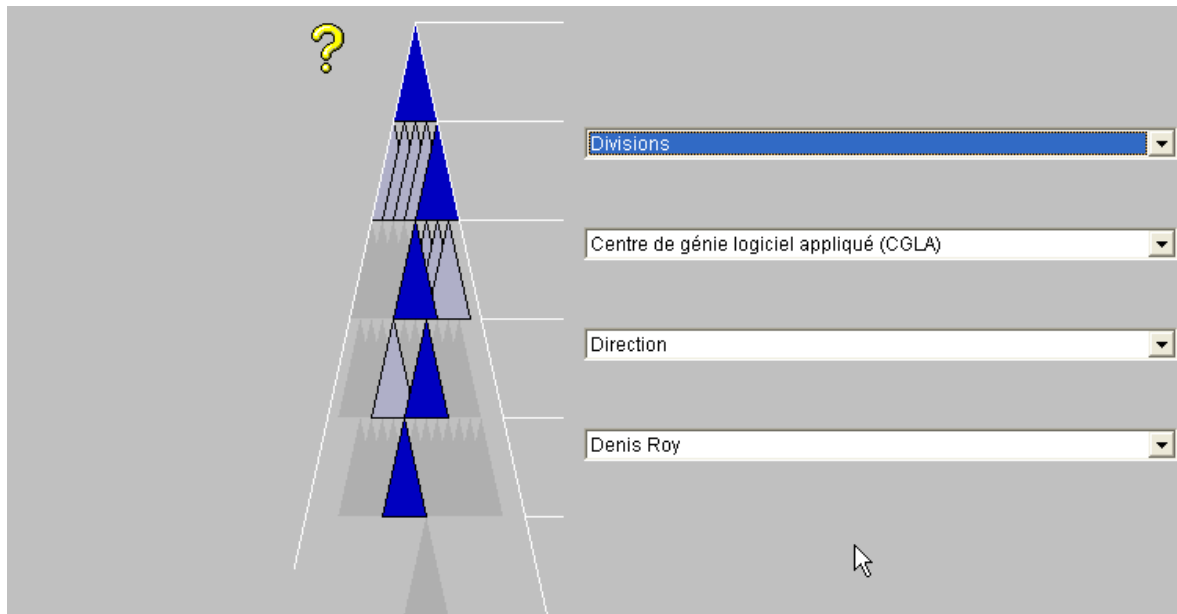 ?
Divisions
Centre de génie logiciel appliqué (CGLA)
Direction
Denis Roy